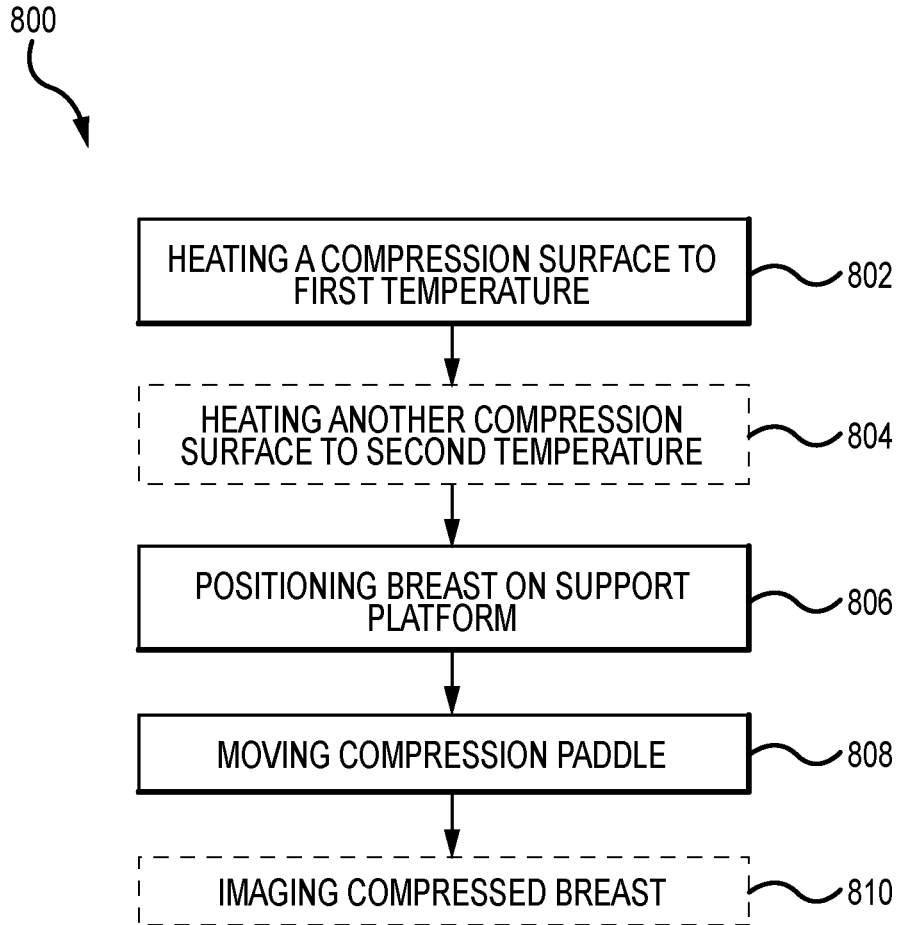 800
HEATING A COMPRESSION SURFACE TO
FIRST TEMPERATURE
802
HEATING ANOTHER COMPRESSION
SURFACE TO SECOND TEMPERATURE
804
POSITIONING BREAST ON SUPPORT
PLATFORM
806
MOVING COMPRESSION PADDLE
808
IMAGING COMPRESSED BREAST
810